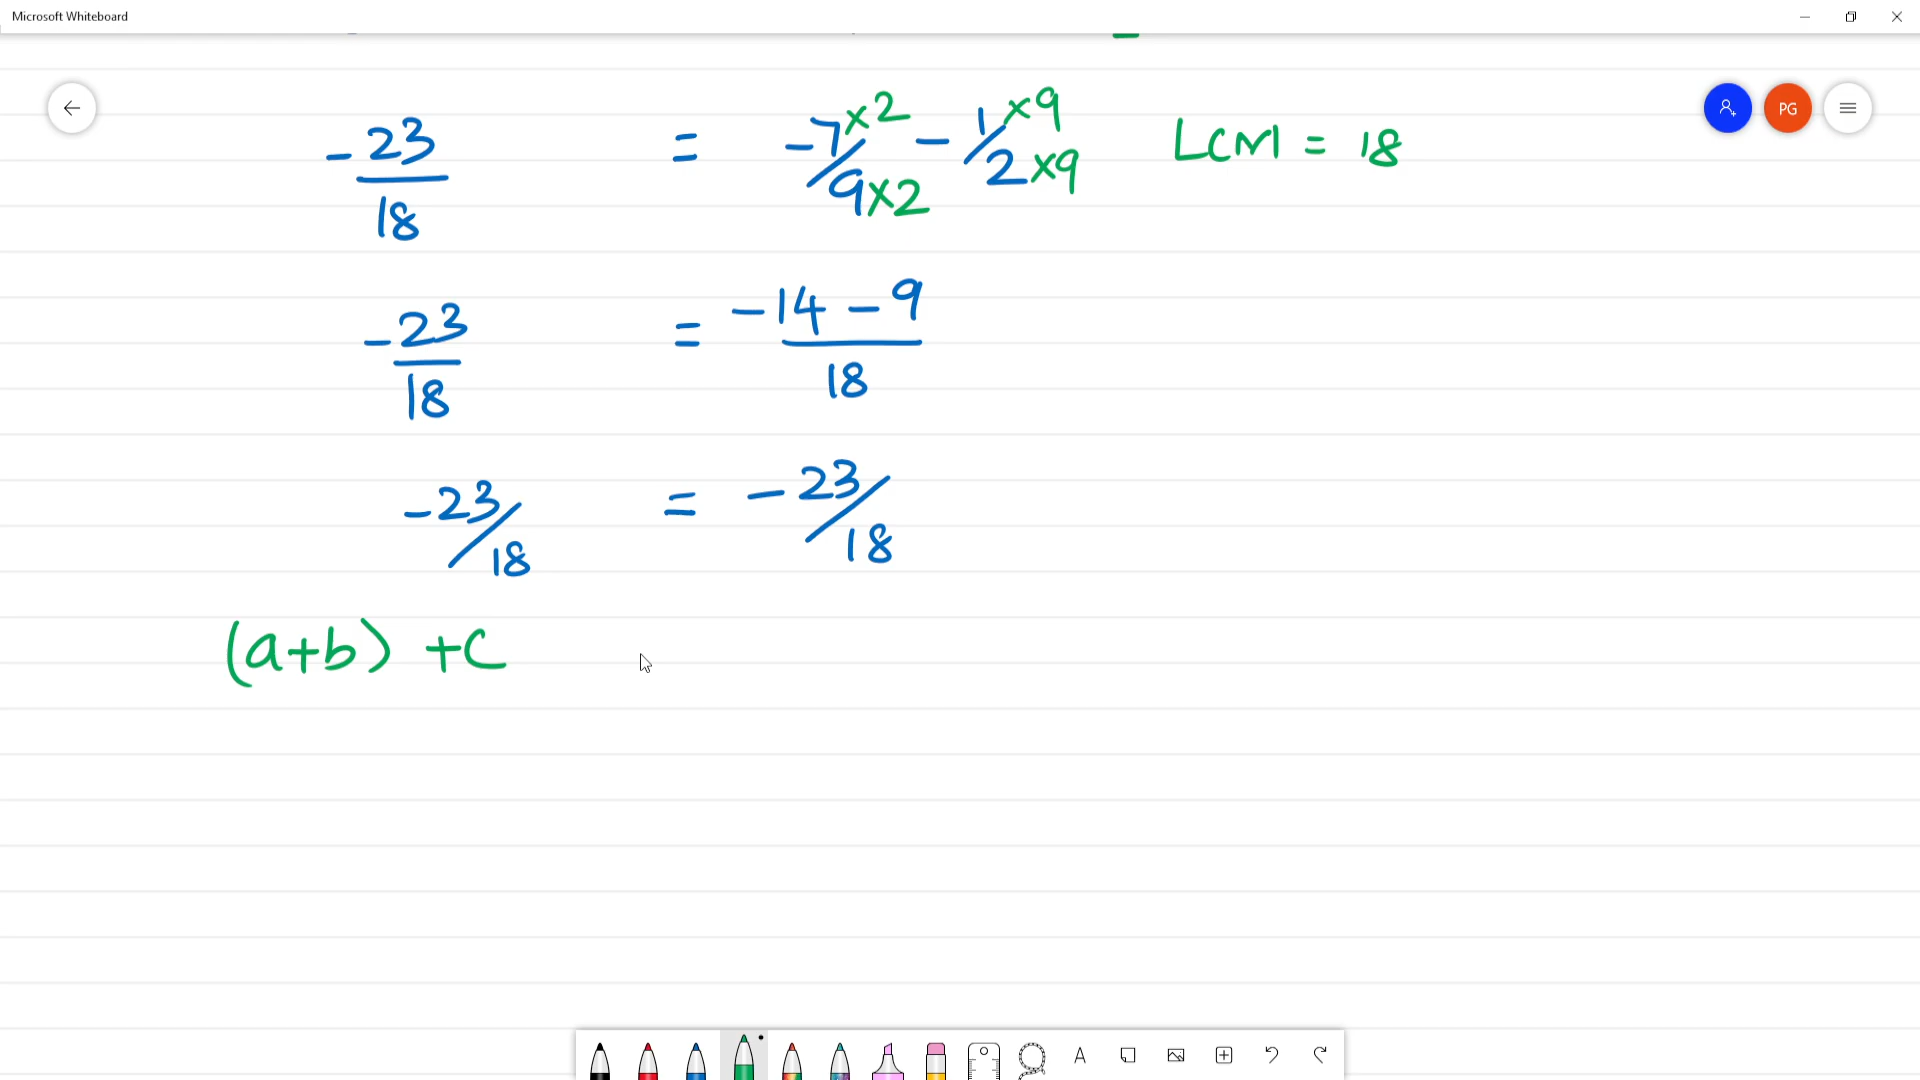 Microsoft Whiteboard
PG
-23/18 = -7×2/9×2 - 1×9/2×9 LCM = 18
-23/18 = -14-9/18
-23/18 = -23/18
(a+b) +c
A